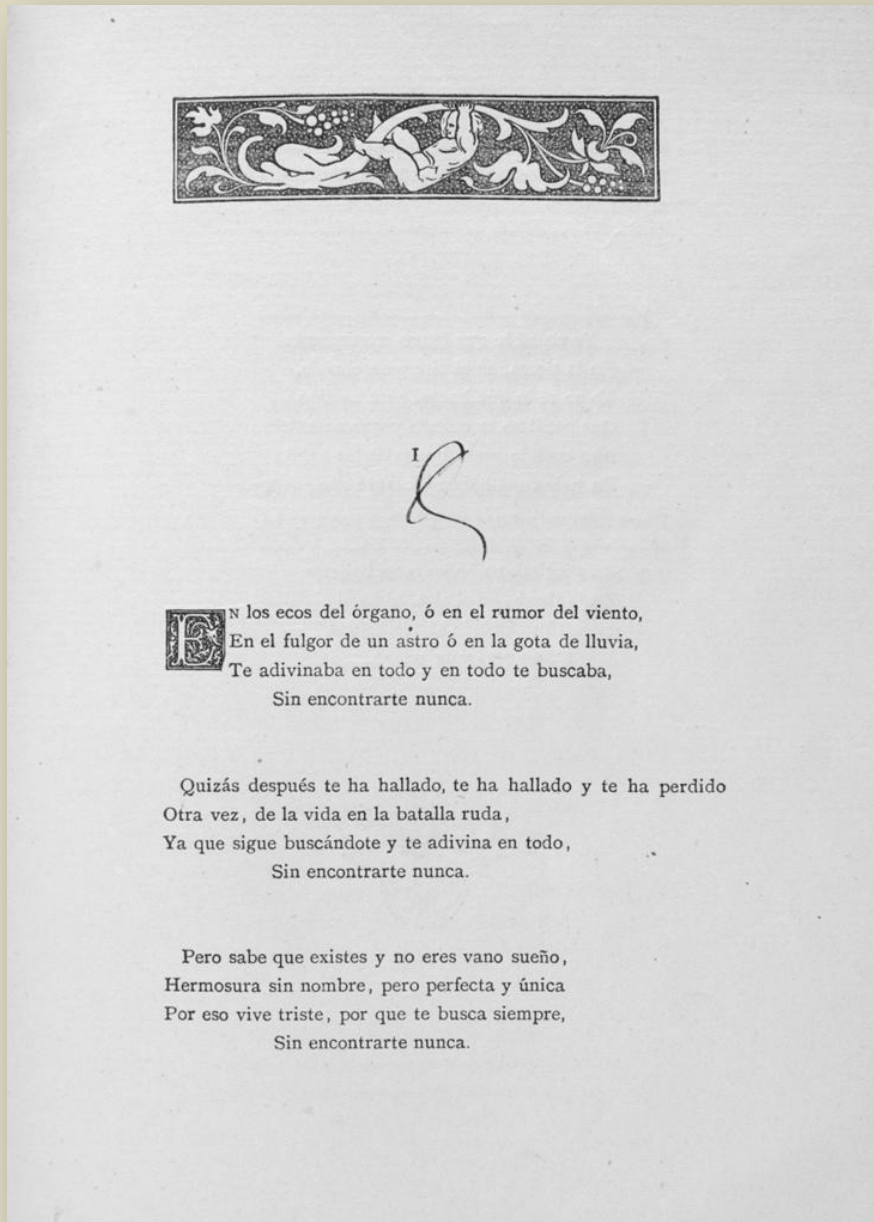 I
EN los ecos del órgano, ó en el rumor del viento,
En el fulgor de un astro ó en la gota de lluvia,
Te adivinaba en todo y en todo te buscaba,
Sin encontrarte nunca.
Quizás después te ha hallado, te ha hallado y te ha perdido
Otra vez, de la vida en la batalla ruda,
Ya que sigue buscándote y te adivina en todo,
Sin encontrarte nunca.
Pero sabe que existes y no eres vano sueño,
Hermosura sin nombre, pero perfecta y única
Por eso vive triste, por que te busca siempre,
Sin encontrarte nunca.